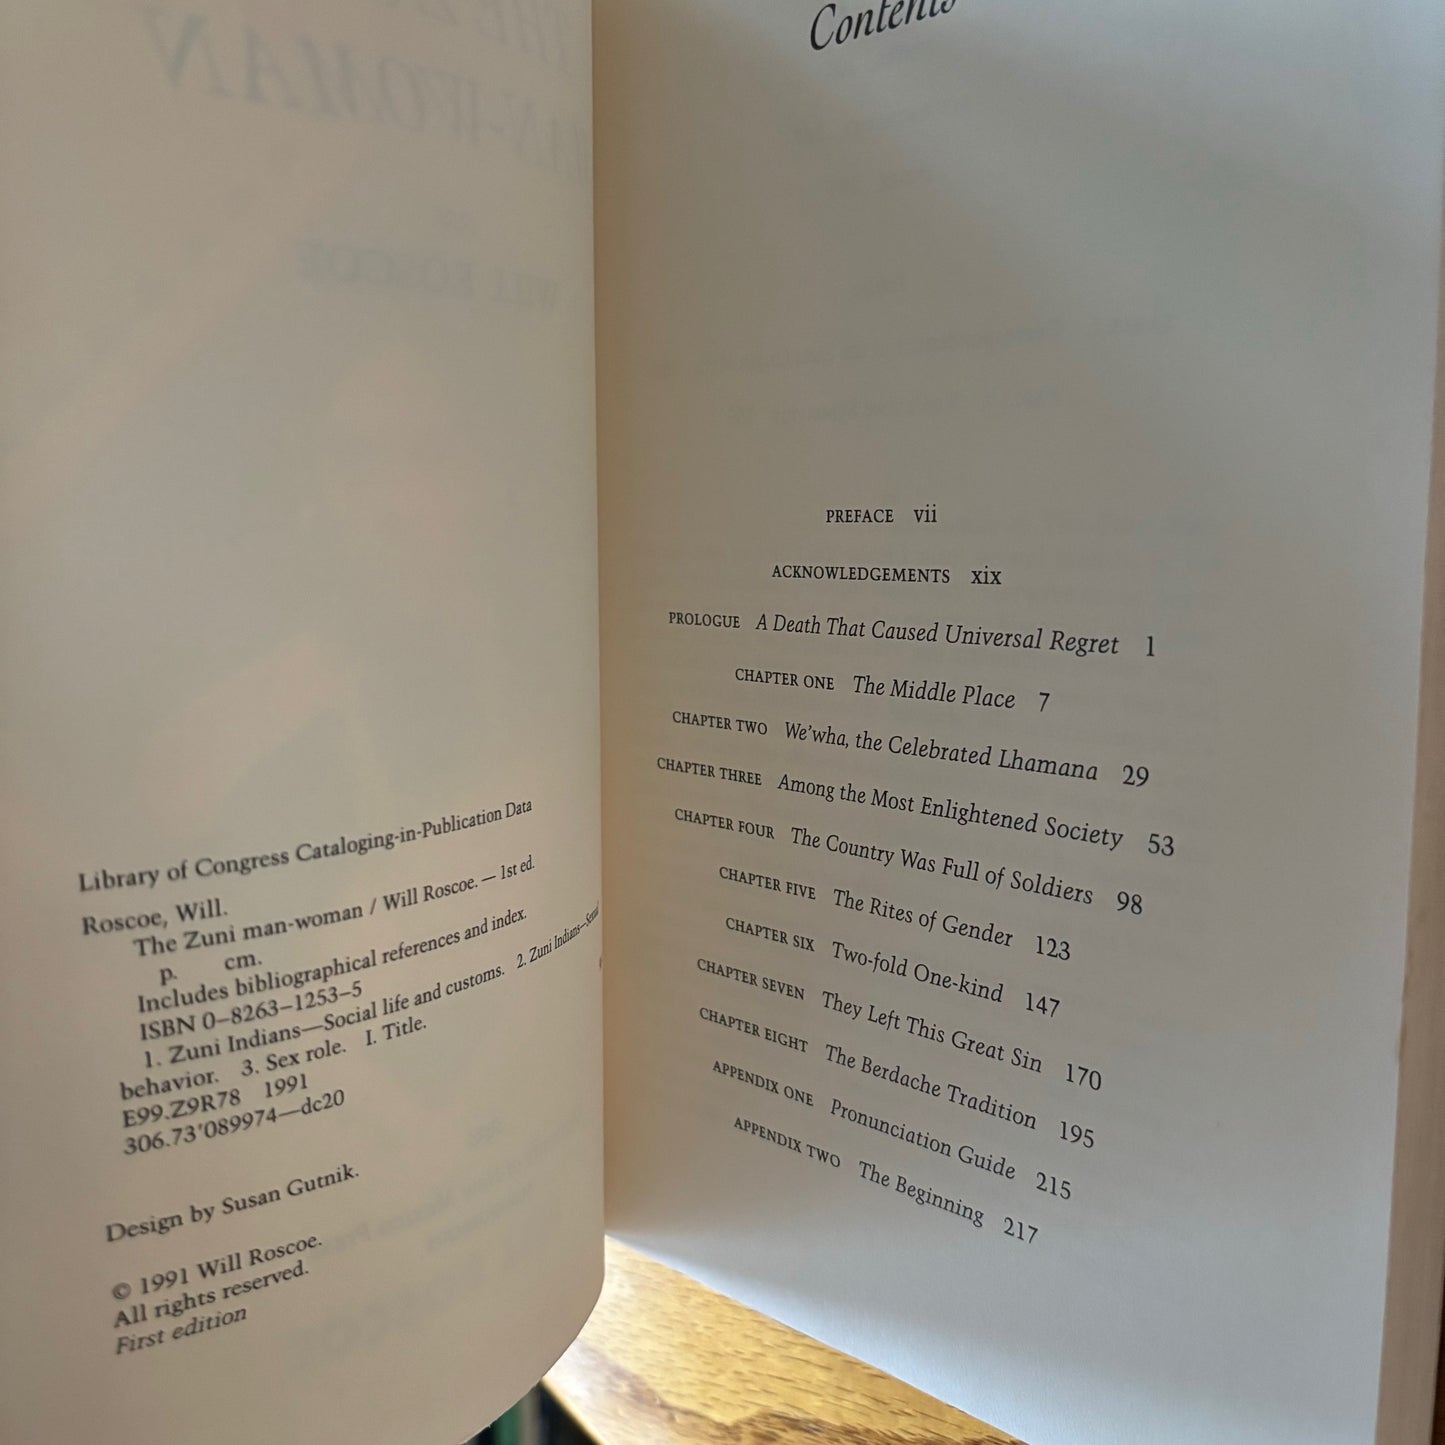 Library of Congress Cataloging-in-Publication Data
Roscoe, Will.
The Zuni man-woman / Will Roscoe. — 1st ed.
p. cm.
Includes bibliographical references and index.
ISBN 0–8263–1253–5
1. Zuni Indians—Social life and customs. 2. Zuni Indians—Sexual
behavior. 3. Sex role. I. Title.
E99.Z9R78 1991
306.73'089974—dc20
Design by Susan Gutnik.
© 1991 Will Roscoe.
All rights reserved.
First edition
Contents
PREFACE vii
ACKNOWLEDGEMENTS xix
PROLOGUE A Death That Caused Universal Regret 1
CHAPTER ONE The Middle Place 7
CHAPTER TWO We'wha, the Celebrated Lhamana 29
CHAPTER THREE Among the Most Enlightened Society 53
CHAPTER FOUR The Country Was Full of Soldiers 98
CHAPTER FIVE The Rites of Gender 123
CHAPTER SIX Two-fold One-kind 147
CHAPTER SEVEN They Left This Great Sin 170
CHAPTER EIGHT The Berdache Tradition 195
APPENDIX ONE Pronunciation Guide 215
APPENDIX TWO The Beginning 217